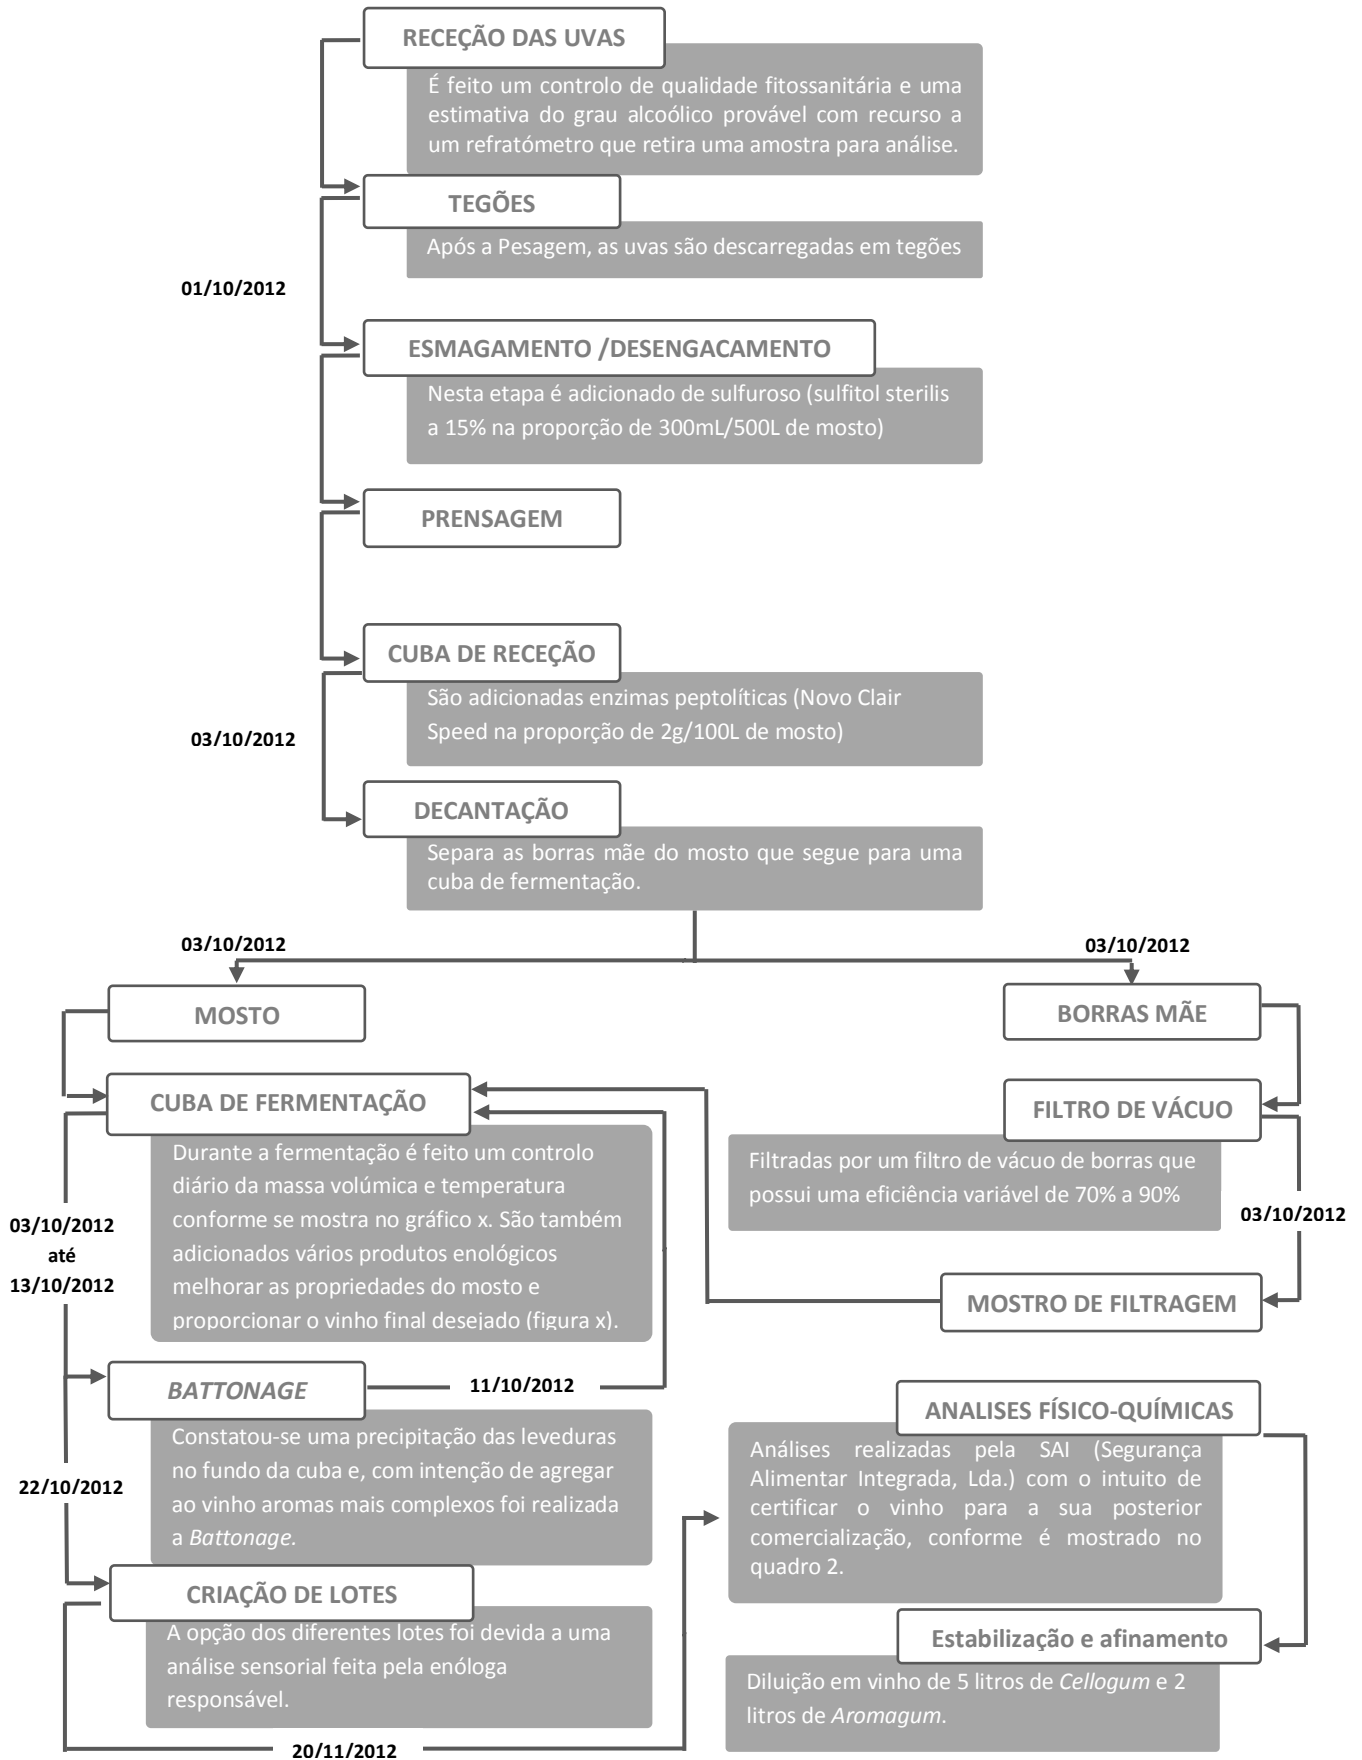 RECEÇÃO DAS UVAS
É feito um controlo de qualidade fitossanitária e uma
estimativa do grau alcoólico provável com recurso a
um refratómetro que retira uma amostra para análise.
TEGÕES
Após a Pesagem, as uvas são descarregadas em tegões
01/10/2012
ESMAGAMENTO /DESENGACAMENTO
Nesta etapa é adicionado de sulfuroso (sulfitol sterilis
a 15% na proporção de 300mL/500L de mosto)
PRENSAGEM
CUBA DE RECEÇÃO
São adicionadas enzimas peptolíticas (Novo Clair
Speed na proporção de 2g/100L de mosto)
03/10/2012
DECANTAÇÃO
Separa as borras mãe do mosto que segue para uma
cuba de fermentação.
03/10/2012
03/10/2012
MOSTO
BORRAS MÃE
CUBA DE FERMENTAÇÃO
Durante a fermentação é feito um controlo
diário da massa volúmica e temperatura
conforme se mostra no gráfico x. São também
adicionados vários produtos enológicos
melhorar as propriedades do mosto e
proporcionar o vinho final desejado (figura x).
03/10/2012
até
13/10/2012
FILTRO DE VÁCUO
Filtradas por um filtro de vácuo de borras que
possui uma eficiência variável de 70% a 90%
03/10/2012
MOSTRO DE FILTRAGEM
BATTONAGE
11/10/2012
Constatou-se uma precipitação das leveduras
no fundo da cuba e, com intenção de agregar
ao vinho aromas mais complexos foi realizada
a Battonage.
22/10/2012
CRIAÇÃO DE LOTES
A opção dos diferentes lotes foi devida a uma
análise sensorial feita pela enóloga
responsável.
20/11/2012
ANALISES FÍSICO-QUÍMICAS
Análises realizadas pela SAI (Segurança
Alimentar Integrada, Lda.) com o intuito de
certificar o vinho para a sua posterior
comercialização, conforme é mostrado no
quadro 2.
Estabilização e afinamento
Diluição em vinho de 5 litros de Cellogum e 2
litros de Aromagum.